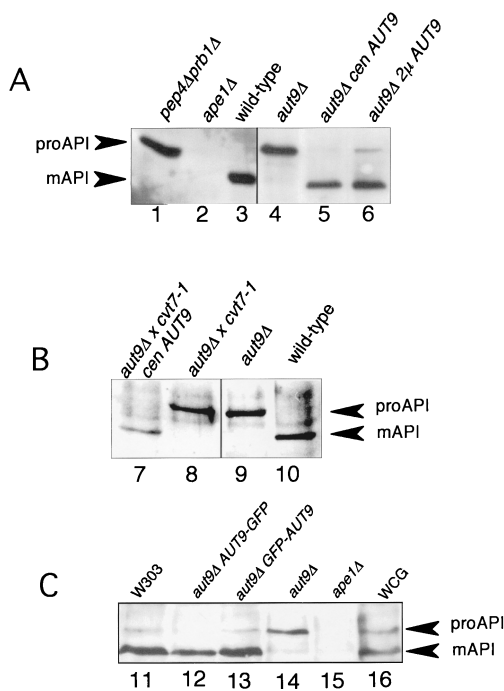 A
pep4Δprb1Δ
ape1Δ
wild-type
aut9Δ
aut9Δ cen AUT9
aut9Δ 2μ AUT9
proAPI
mAPI
1 2 3 4 5 6
B
aut9Δ x cvt7-1
cen AUT9
aut9Δ x cvt7-1
aut9Δ
wild-type
proAPI
mAPI
7 8 9 10
C
W303
aut9Δ AUT9-GFP
aut9Δ GFP-AUT9
aut9Δ
ape1Δ
WCG
proAPI
mAPI
11 12 13 14 15 16